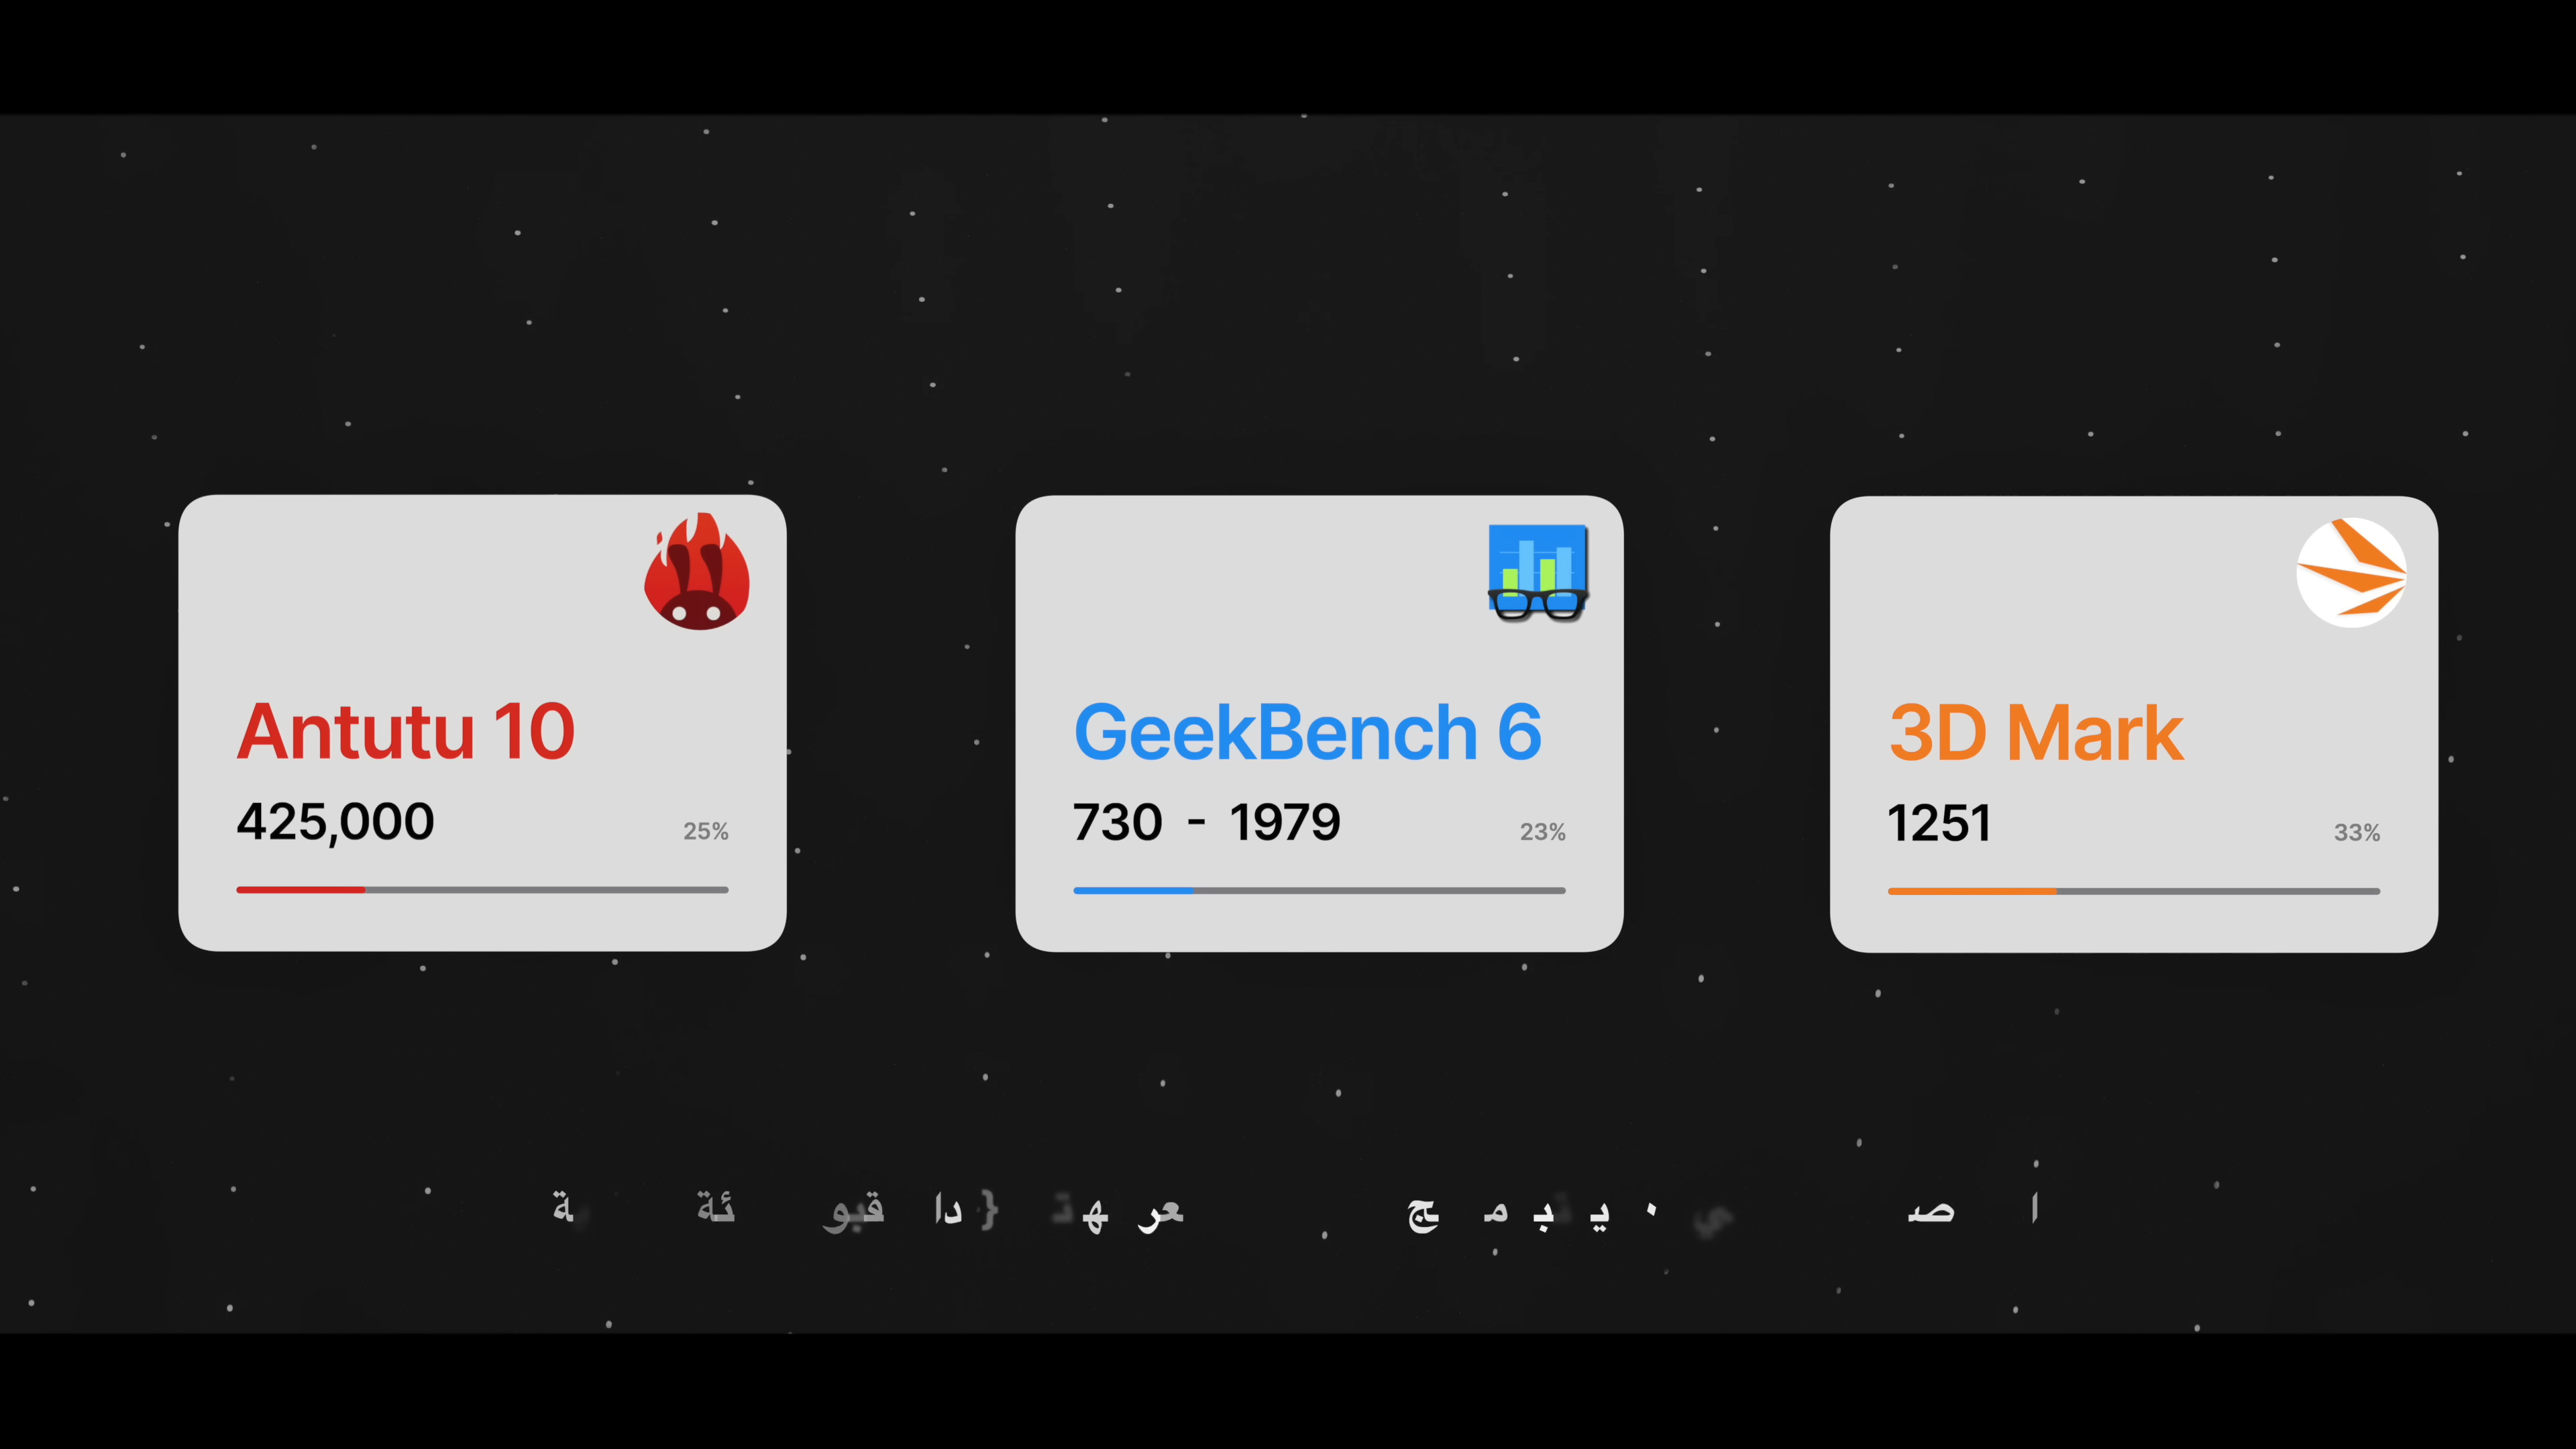 Antutu 10
425,000
25%
GeekBench 6
730 - 1979
23%
3D Mark
1251
33%